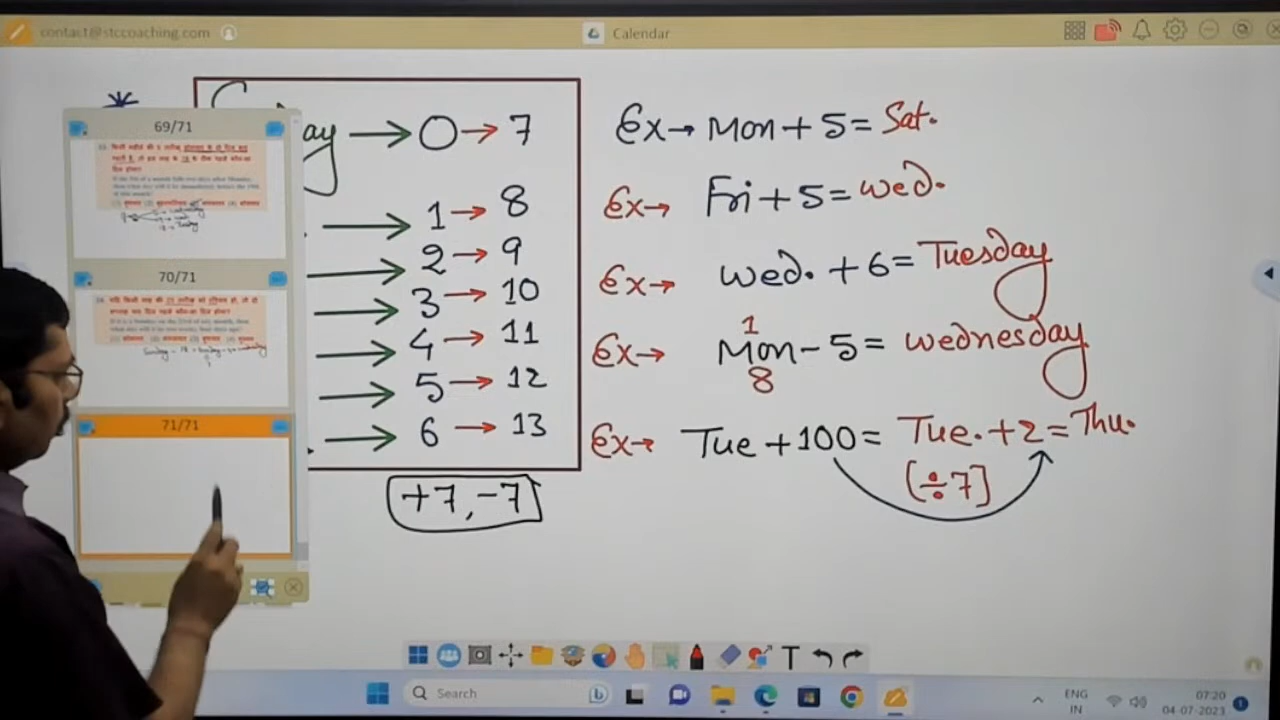 contact@stccoaching.com
Calendar
ay → 0 → 7
1 → 8
2 → 9
3 → 10
4 → 11
5 → 12
6 → 13
+7, -7
Ex → Mon + 5 = Sat.
Ex → Fri + 5 = Wed.
Ex → Wed. + 6 = Tuesday
1
Ex → Mon - 5 = Wednesday
8
Ex → Tue + 100 = Tue. + 2 = Thu.
[÷7]
69/71
70/71
71/71
T
Search
ENG
IN
07:20
04-07-2023